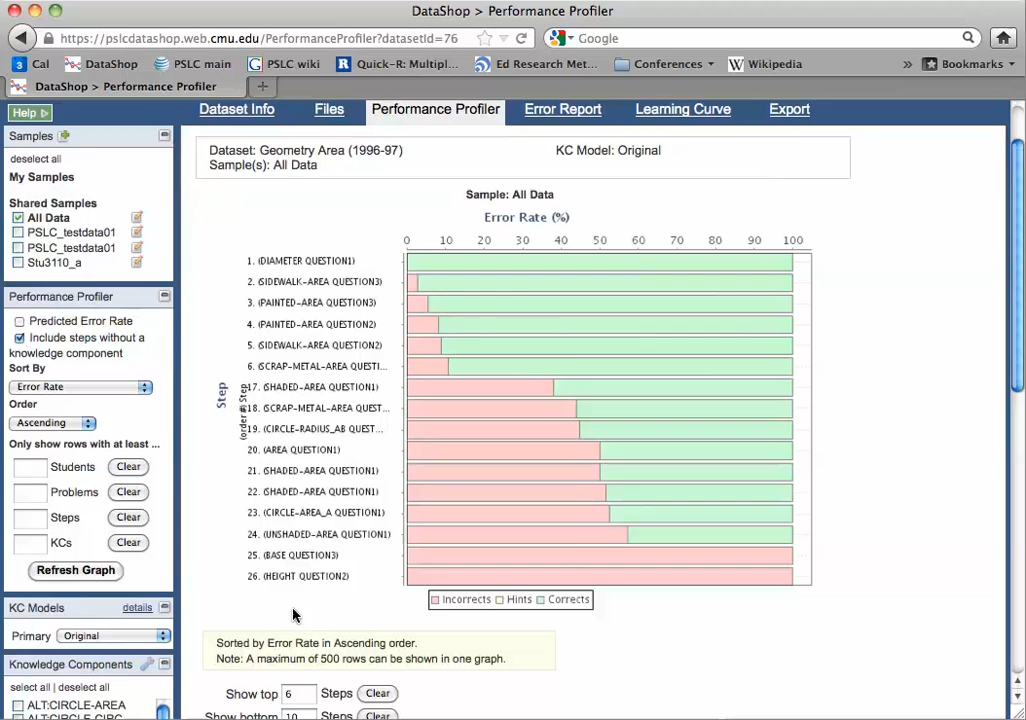 DataShop > Performance Profiler
https://pslcdatashop.web.cmu.edu/PerformanceProfiler?datasetId=76
Google
3 Cal DataShop PSLC main PSLC wiki Quick-R: Multipl... Ed Research Met... Conferences Wikipedia » Bookmarks
DataShop > Performance Profiler +
Help
Dataset Info Files Performance Profiler Error Report Learning Curve Export
Samples
deselect all
My Samples
Shared Samples
All Data
PSLC_testdata01
PSLC_testdata01
Stu3110_a
Performance Profiler
Predicted Error Rate
Include steps without a
knowledge component
Sort By
Error Rate
Order
Ascending
Only show rows with at least ...
Students Clear
Problems Clear
Steps Clear
KCs Clear
Refresh Graph
KC Models details
Primary Original
Knowledge Components
select all | deselect all
ALT:CIRCLE-AREA
ALT:CIRCLE-CIRC
Dataset: Geometry Area (1996-97) KC Model: Original
Sample(s): All Data
Sample: All Data
Error Rate (%)
0 10 20 30 40 50 60 70 80 90 100
Step
(order in Step
1. (DIAMETER QUESTION1)
2. (SIDEWALK-AREA QUESTION3)
3. (PAINTED-AREA QUESTION3)
4. (PAINTED-AREA QUESTION2)
5. (SIDEWALK-AREA QUESTION2)
6. (SCRAP-METAL-AREA QUESTI...
17. (SHADED-AREA QUESTION1)
18. (SCRAP-METAL-AREA QUEST...
19. (CIRCLE-RADIUS_AB QUEST...
20. (AREA QUESTION1)
21. (SHADED-AREA QUESTION1)
22. (SHADED-AREA QUESTION1)
23. (CIRCLE-AREA_A QUESTION1)
24. (UNSHADED-AREA QUESTION1)
25. (BASE QUESTION3)
26. (HEIGHT QUESTION2)
Incorrects Hints Corrects
Sorted by Error Rate in Ascending order.
Note: A maximum of 500 rows can be shown in one graph.
Show top 6 Steps Clear
Show bottom 10 Steps Clear